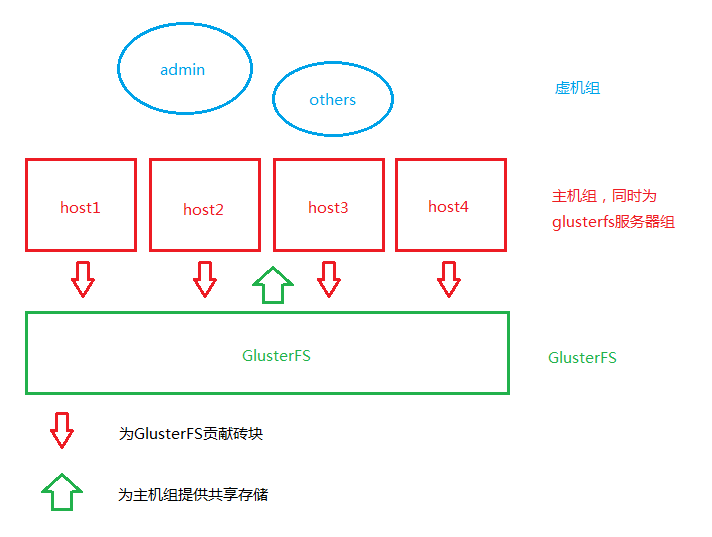 admin
others
虚机组
host1
host2
host3
host4
主机组，同时为
glusterfs服务器组
GlusterFS
GlusterFS
为GlusterFS贡献砖块
为主机组提供共享存储